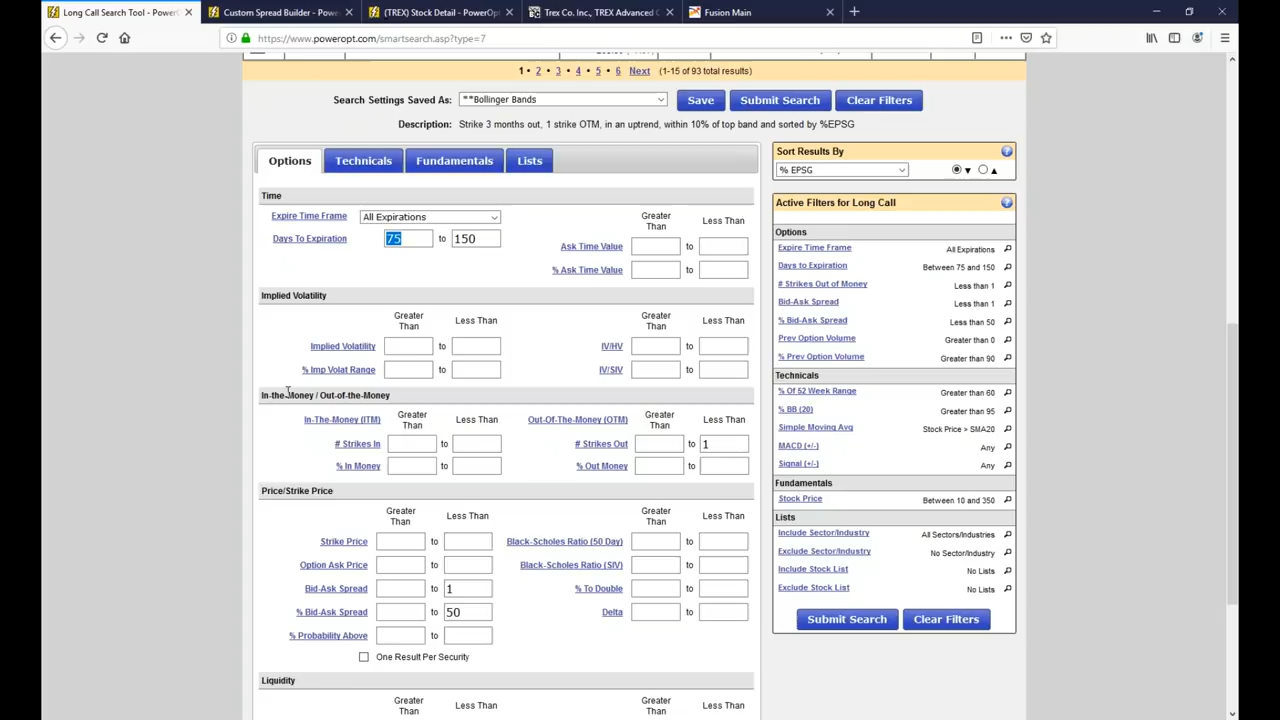 Long Call Search Tool - PowerO
Custom Spread Builder - Powe
(TREX) Stock Detail - PowerOpt
Trex Co. Inc., TREX Advanced C
Fusion Main
https://www.poweropt.com/smartsearch.asp?type=7
1 • 2 • 3 • 4 • 5 • 6 Next (1-15 of 93 total results)
Search Settings Saved As: **Bollinger Bands Save Submit Search Clear Filters
Description: Strike 3 months out, 1 strike OTM, in an uptrend, within 10% of top band and sorted by %EPSG
Options Technicals Fundamentals Lists
Time
Expire Time Frame All Expirations
Greater Than Less Than
Days To Expiration 75 to 150
Ask Time Value to
% Ask Time Value to
Implied Volatility
Greater Than Less Than Greater Than Less Than
Implied Volatility to IV/HV to
% Imp Volat Range to IV/SIV to
In-the-Money / Out-of-the-Money
In-The-Money (ITM) Greater Than Less Than Out-Of-The-Money (OTM) Greater Than Less Than
# Strikes In to # Strikes Out to 1
% In Money to % Out Money to
Price/Strike Price
Greater Than Less Than Greater Than Less Than
Strike Price to Black-Scholes Ratio (50 Day) to
Option Ask Price to Black-Scholes Ratio (SIV) to
Bid-Ask Spread to 1 % To Double to
% Bid-Ask Spread to 50 Delta to
% Probability Above to
One Result Per Security
Liquidity
Greater Than Less Than Greater Than Less Than
Sort Results By
% EPSG
Active Filters for Long Call
Options
Expire Time Frame All Expirations
Days to Expiration Between 75 and 150
# Strikes Out of Money Less than 1
Bid-Ask Spread Less than 1
% Bid-Ask Spread Less than 50
Prev Option Volume Greater than 0
% Prev Option Volume Greater than 90
Technicals
% Of 52 Week Range Greater than 60
% BB (20) Greater than 95
Simple Moving Avg Stock Price > SMA20
MACD (+/-) Any
Signal (+/-) Any
Fundamentals
Stock Price Between 10 and 350
Lists
Include Sector/Industry All Sectors/Industries
Exclude Sector/Industry No Sector/Industry
Include Stock List No Lists
Exclude Stock List No Lists
Submit Search Clear Filters